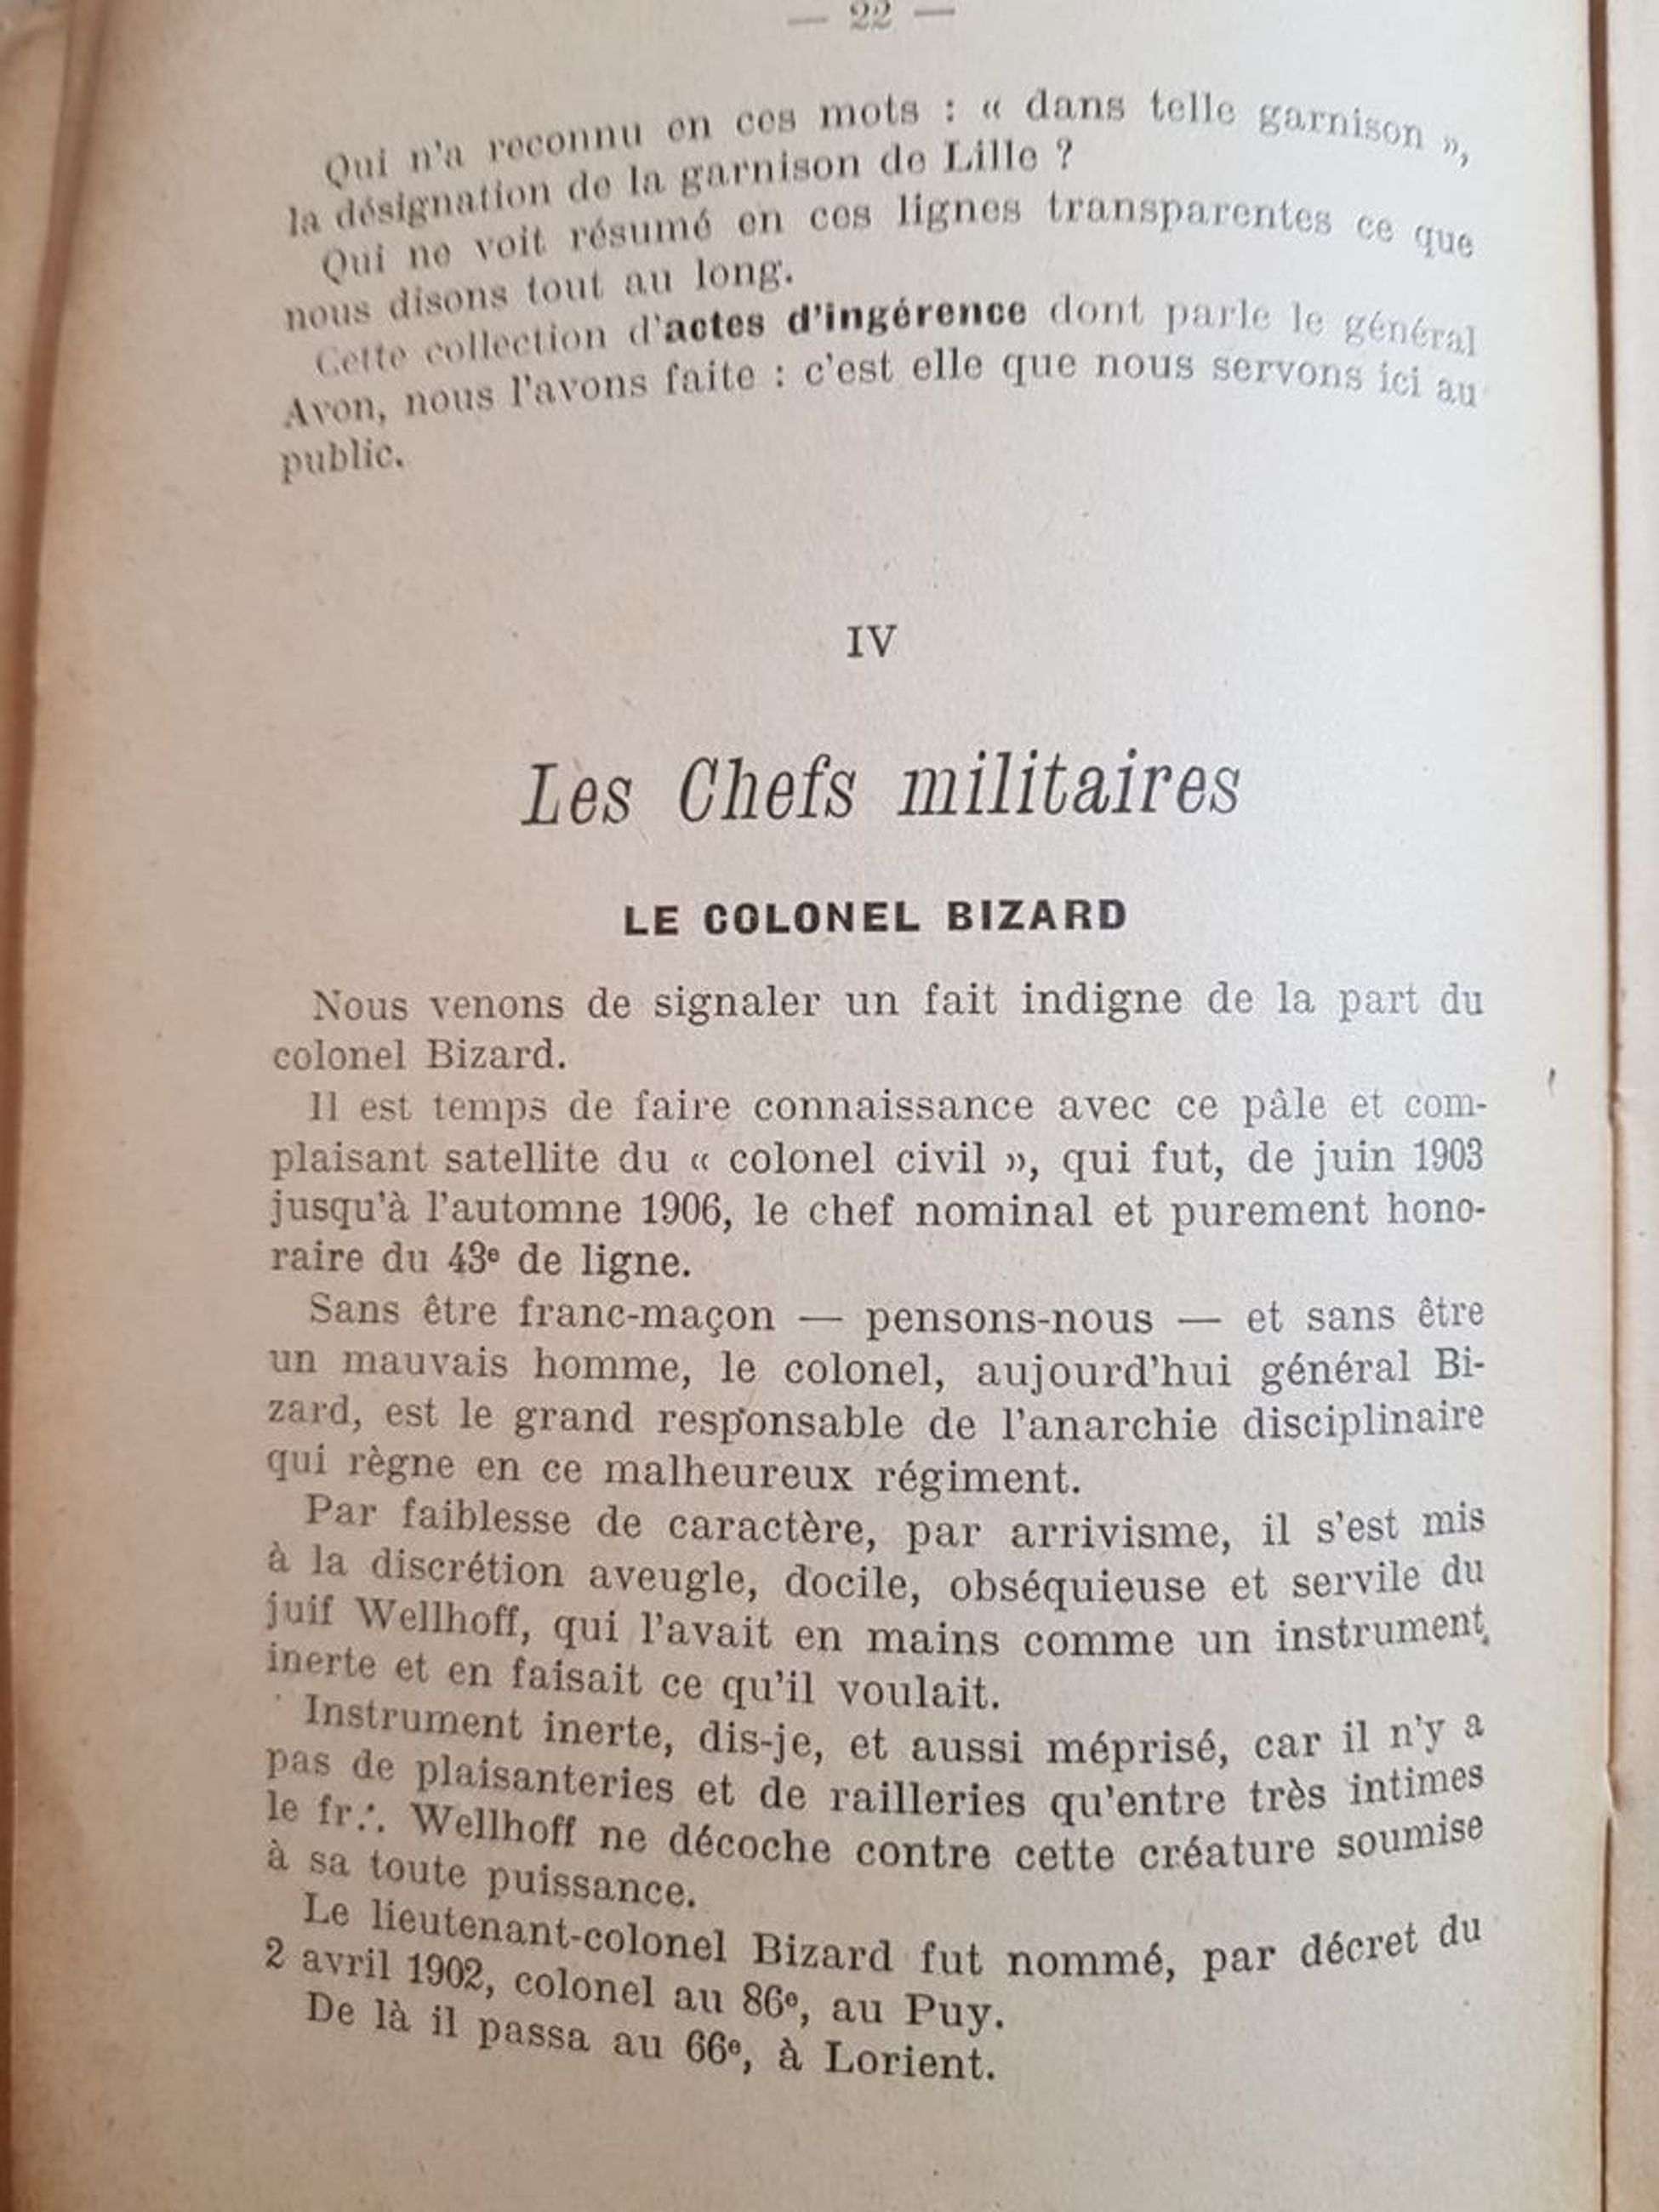 — 22 —
Qui n'a reconnu en ces mots : « dans telle garnison »,
la désignation de la garnison de Lille ?
Qui ne voit résumé en ces lignes transparentes ce que
nous disons tout au long.
Cette collection d'actes d'ingérence dont parle le général
Avon, nous l'avons faite : c'est elle que nous servons ici au
public.
IV
Les Chefs militaires
LE COLONEL BIZARD
Nous venons de signaler un fait indigne de la part du
colonel Bizard.
Il est temps de faire connaissance avec ce pâle et com-
plaisant satellite du « colonel civil », qui fut, de juin 1903
jusqu'à l'automne 1906, le chef nominal et purement hono-
raire du 43e de ligne.
Sans être franc-maçon — pensons-nous — et sans être
un mauvais homme, le colonel, aujourd'hui général Bi-
zard, est le grand responsable de l'anarchie disciplinaire
qui règne en ce malheureux régiment.
Par faiblesse de caractère, par arrivisme, il s'est mis
à la discrétion aveugle, docile, obséquieuse et servile du
juif Wellhoff, qui l'avait en mains comme un instrument
inerte et en faisait ce qu'il voulait.
Instrument inerte, dis-je, et aussi méprisé, car il n'y a
pas de plaisanteries et de railleries qu'entre très intimes
le fr∴ Wellhoff ne décoche contre cette créature soumise
à sa toute puissance.
Le lieutenant-colonel Bizard fut nommé, par décret du
2 avril 1902, colonel au 86e, au Puy.
De là il passa au 66e, à Lorient.